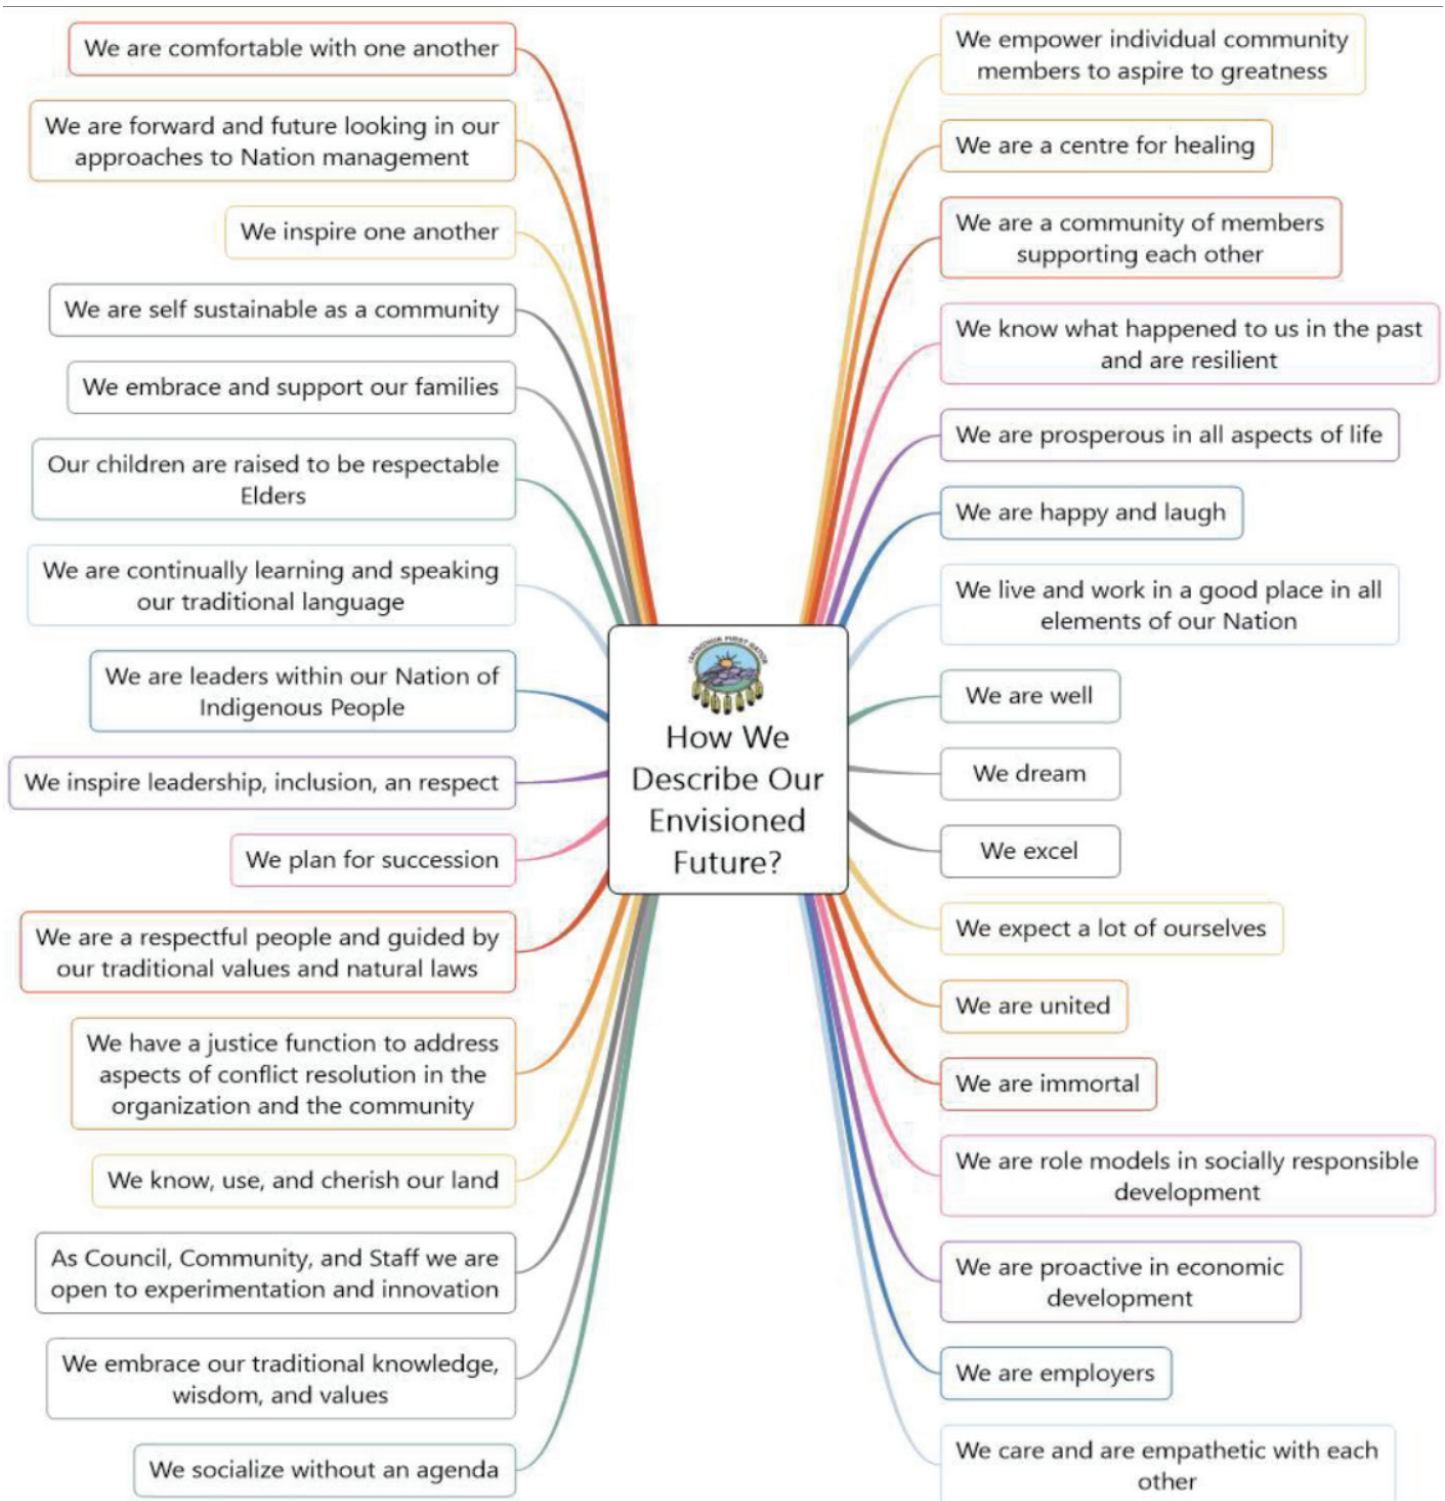 We are comfortable with one another
We are forward and future looking in our
approaches to Nation management
We inspire one another
We are self sustainable as a community
We embrace and support our families
Our children are raised to be respectable
Elders
We are continually learning and speaking
our traditional language
We are leaders within our Nation of
Indigenous People
We inspire leadership, inclusion, an respect
We plan for succession
We are a respectful people and guided by
our traditional values and natural laws
We have a justice function to address
aspects of conflict resolution in the
organization and the community
We know, use, and cherish our land
As Council, Community, and Staff we are
open to experimentation and innovation
We embrace our traditional knowledge,
wisdom, and values
We socialize without an agenda
FIRST NATION
How We
Describe Our
Envisioned
Future?
We empower individual community
members to aspire to greatness
We are a centre for healing
We are a community of members
supporting each other
We know what happened to us in the past
and are resilient
We are prosperous in all aspects of life
We are happy and laugh
We live and work in a good place in all
elements of our Nation
We are well
We dream
We excel
We expect a lot of ourselves
We are united
We are immortal
We are role models in socially responsible
development
We are proactive in economic
development
We are employers
We care and are empathetic with each
other